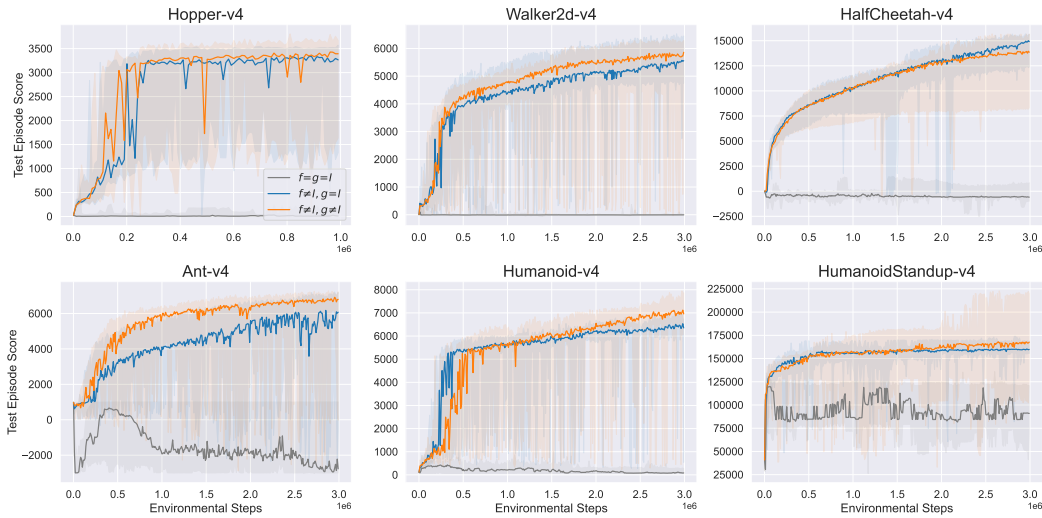 Hopper-v4
Walker2d-v4
HalfCheetah-v4
Test Episode Score
3500
3000
2500
2000
1500
1000
500
0
0.0 0.2 0.4 0.6 0.8 1.0
1e6
f=g=I
f≠I, g=I
f≠I, g≠I
6000
5000
4000
3000
2000
1000
0
0.0 0.5 1.0 1.5 2.0 2.5 3.0
1e6
15000
12500
10000
7500
5000
2500
0
−2500
0.0 0.5 1.0 1.5 2.0 2.5 3.0
1e6
Environmental Steps
Environmental Steps
Environmental Steps
Ant-v4
Humanoid-v4
HumanoidStandup-v4
Test Episode Score
6000
4000
2000
0
−2000
0.0 0.5 1.0 1.5 2.0 2.5 3.0
1e6
Environmental Steps
8000
7000
6000
5000
4000
3000
2000
1000
0
0.0 0.5 1.0 1.5 2.0 2.5 3.0
1e6
Environmental Steps
225000
200000
175000
150000
125000
100000
75000
50000
25000
0.0 0.5 1.0 1.5 2.0 2.5 3.0
1e6
Environmental Steps